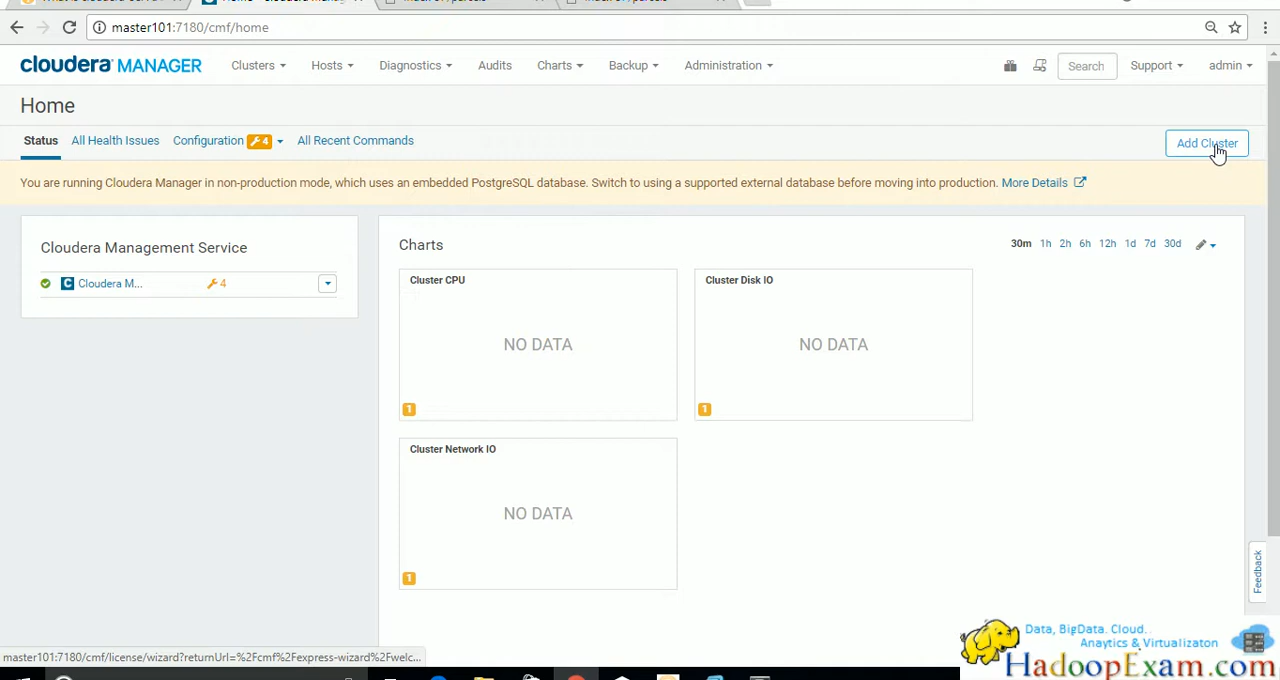 master101:7180/cmf/home
cloudera MANAGER
Clusters
Hosts
Diagnostics
Audits
Charts
Backup
Administration
Search
Support
admin
Home
Status
All Health Issues
Configuration
4
All Recent Commands
Add Cluster
You are running Cloudera Manager in non-production mode, which uses an embedded PostgreSQL database. Switch to using a supported external database before moving into production. More Details
Cloudera Management Service
C
Cloudera M...
4
Charts
30m 1h 2h 6h 12h 1d 7d 30d
Cluster CPU
NO DATA
1
Cluster Disk IO
NO DATA
1
Cluster Network IO
NO DATA
1
Feedback
master101:7180/cmf/license/wizard?returnUrl=%2Fcmf%2Fexpress-wizard%2Fwelc...
Data, BigData. Cloud.
Anaytics & Virtualizaton
HadoopExam.com